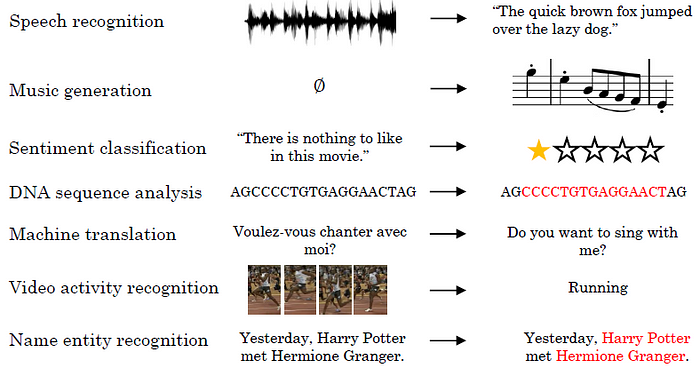 Speech recognition
“The quick brown fox jumped
over the lazy dog.”
Music generation
∅
Sentiment classification
“There is nothing to like
in this movie.”
DNA sequence analysis
AGCCCCTGTGAGGAACTAG
AGCCCCTGTGAGGAACTAG
Machine translation
Voulez-vous chanter avec
moi?
Do you want to sing with
me?
Video activity recognition
Running
Name entity recognition
Yesterday, Harry Potter
met Hermione Granger.
Yesterday, Harry Potter
met Hermione Granger.